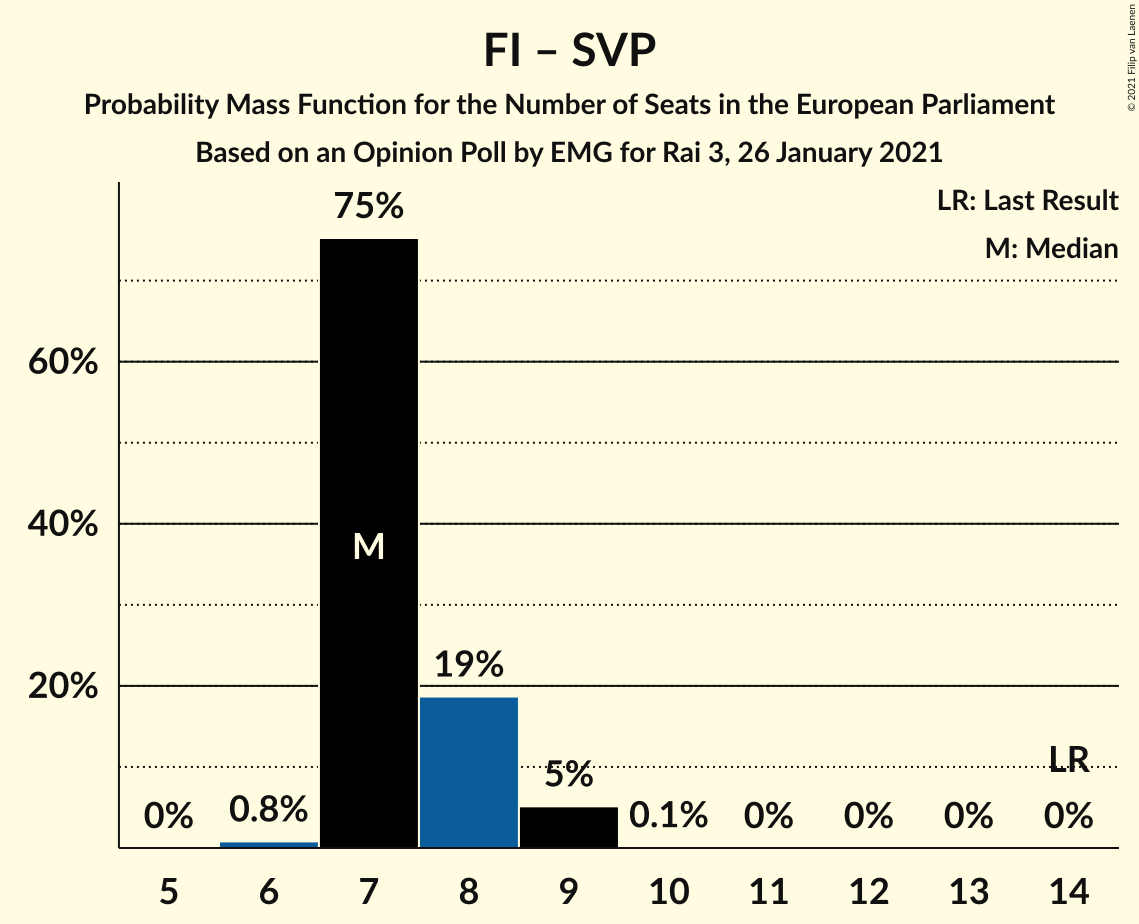 FI – SVP
Probability Mass Function for the Number of Seats in the European Parliament
Based on an Opinion Poll by EMG for Rai 3, 26 January 2021
© 2021 Filip van Laenen
LR: Last Result
M: Median
75%
60%
M
40%
19%
20%
LR
5%
0% 0.8% 0.1% 0% 0% 0% 0%
5 6 7 8 9 10 11 12 13 14